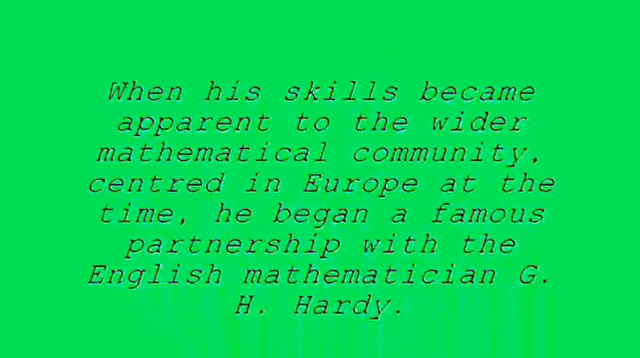 When his skills became
apparent to the wider
mathematical community,
centred in Europe at the
time, he began a famous
partnership with the
English mathematician G.
H. Hardy.